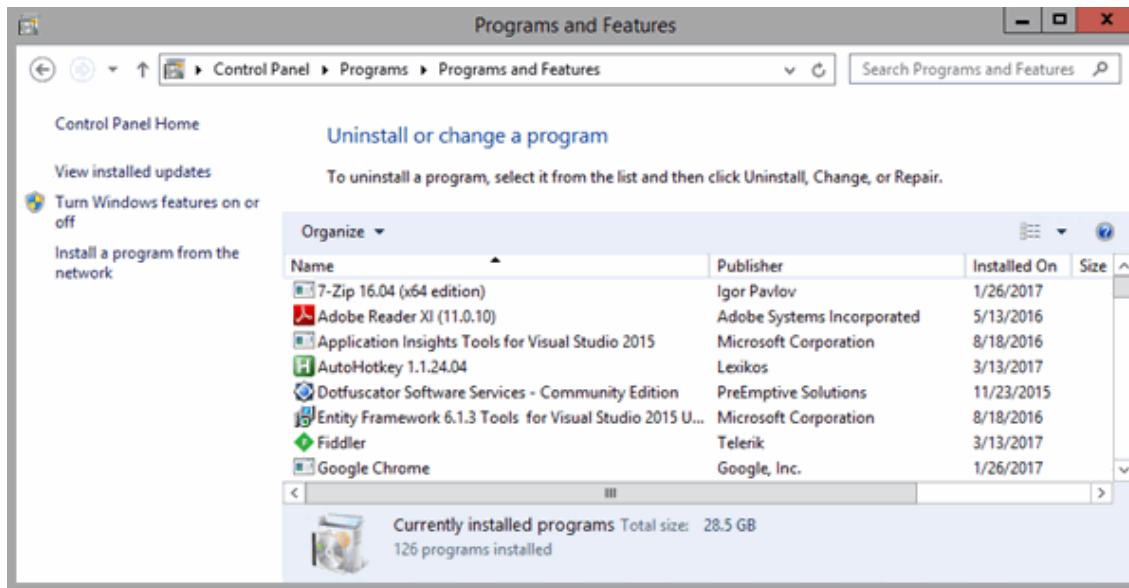 Programs and Features
Control Panel Programs Programs and Features Search Programs and Features
Control Panel Home
View installed updates
Turn Windows features on or
off
Install a program from the
network
Uninstall or change a program
To uninstall a program, select it from the list and then click Uninstall, Change, or Repair.
Organize
Name Publisher Installed On Size
7-Zip 16.04 (x64 edition) Igor Pavlov 1/26/2017
Adobe Reader XI (11.0.10) Adobe Systems Incorporated 5/13/2016
Application Insights Tools for Visual Studio 2015 Microsoft Corporation 8/18/2016
AutoHotkey 1.1.24.04 Lexikos 3/13/2017
Dotfuscator Software Services - Community Edition PreEmptive Solutions 11/23/2015
Entity Framework 6.1.3 Tools for Visual Studio 2015 U... Microsoft Corporation 8/18/2016
Fiddler Telerik 3/13/2017
Google Chrome Google, Inc. 1/26/2017
Currently installed programs Total size: 28.5 GB
126 programs installed